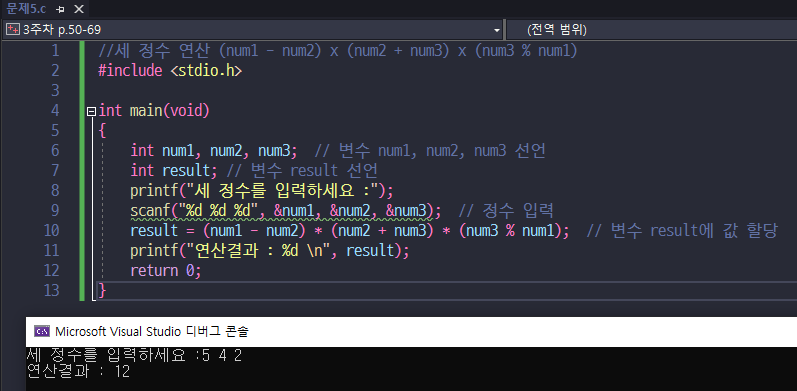 문제5.c
3주차 p.50-69
(전역 범위)
1 //세 정수 연산 (num1 - num2) x (num2 + num3) x (num3 % num1)
2 #include <stdio.h>
3
4 int main(void)
5 {
6 int num1, num2, num3; // 변수 num1, num2, num3 선언
7 int result; // 변수 result 선언
8 printf("세 정수를 입력하세요 :");
9 scanf("%d %d %d", &num1, &num2, &num3); // 정수 입력
10 result = (num1 - num2) * (num2 + num3) * (num3 % num1); // 변수 result에 값 할당
11 printf("연산결과 : %d \n", result);
12 return 0;
13 }
Microsoft Visual Studio 디버그 콘솔
세 정수를 입력하세요 :5 4 2
연산결과 : 12